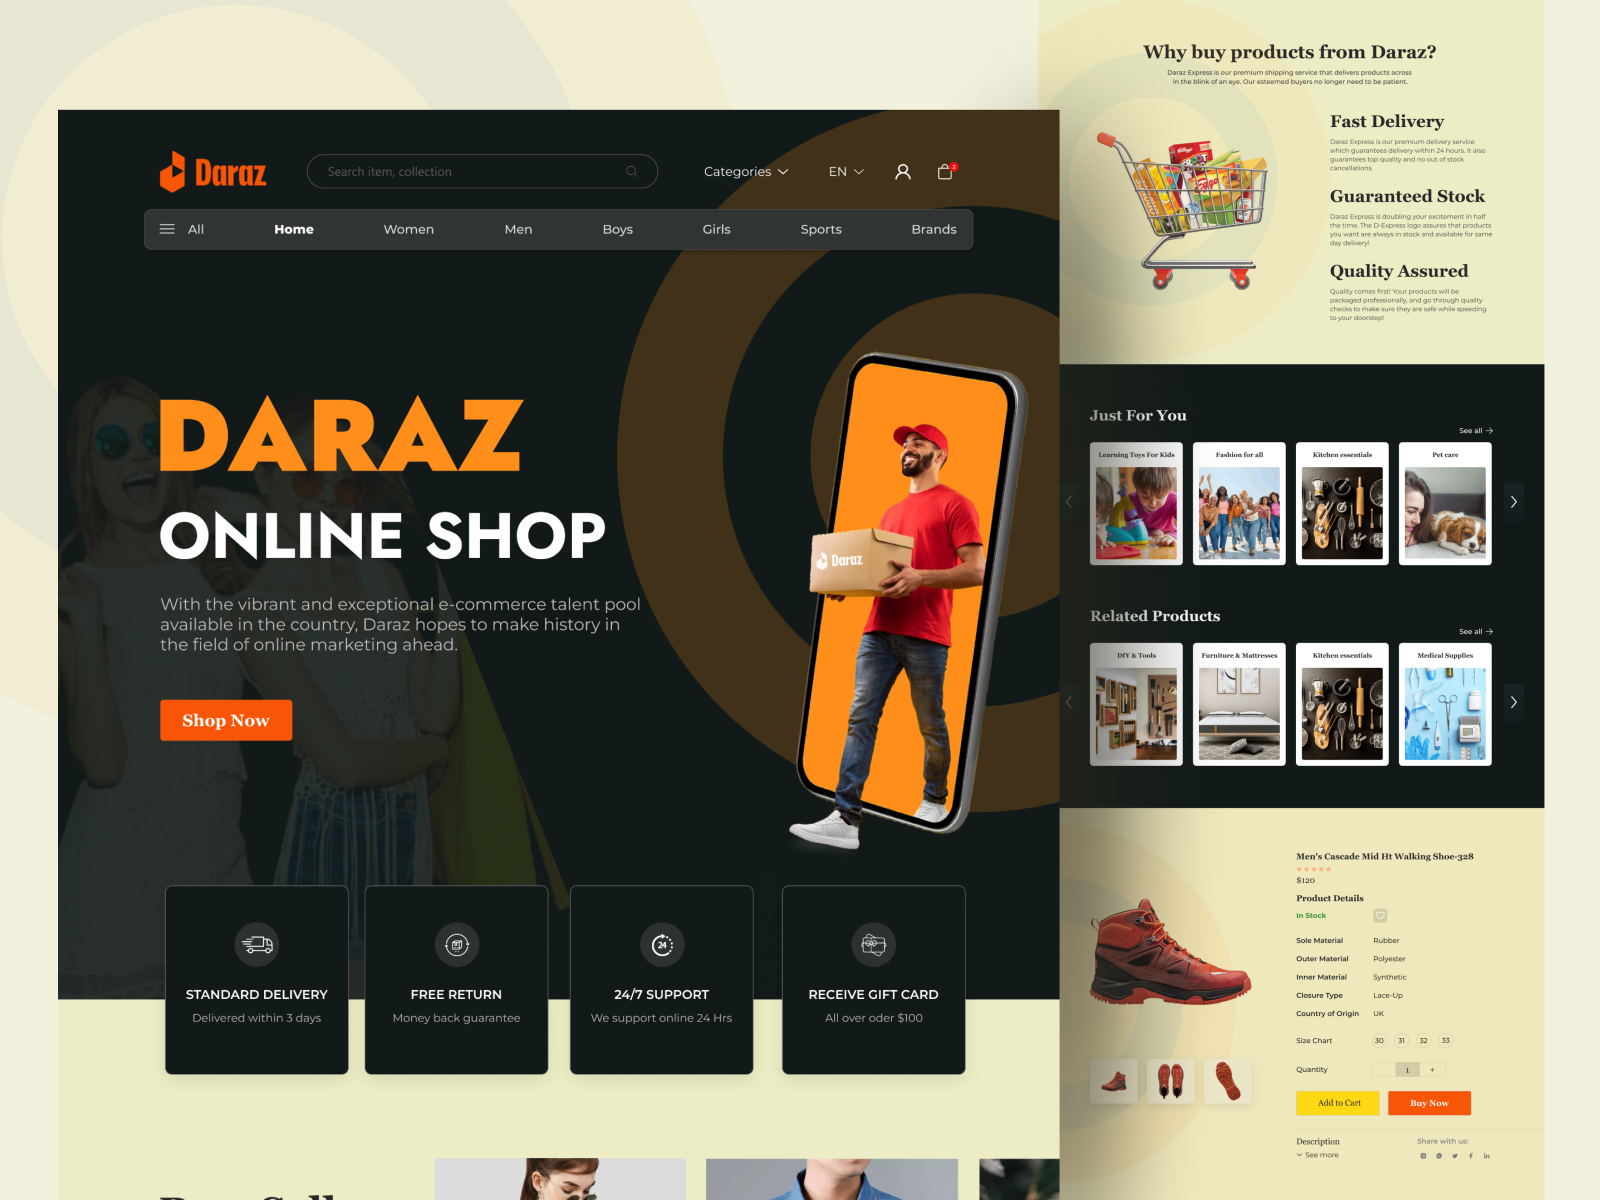 Daraz
Search item, collection
Categories
EN
2
All
Home
Women
Men
Boys
Girls
Sports
Brands
DARAZ
ONLINE SHOP
With the vibrant and exceptional e-commerce talent pool
available in the country, Daraz hopes to make history in
the field of online marketing ahead.
Shop Now
Daraz
STANDARD DELIVERY
Delivered within 3 days
FREE RETURN
Money back guarantee
24
24/7 SUPPORT
We support online 24 Hrs
RECEIVE GIFT CARD
All over oder $100
Why buy products from Daraz?
Daraz Express is our premium shipping service that delivers products across
in the blink of an eye. Our esteemed buyers no longer need to be patient.
Fast Delivery
Daraz Express is our premium delivery service
which guarantees delivery within 24 hours. It also
guarantees top quality and no out of stock
cancellations.
Guaranteed Stock
Daraz Express is doubling your excitement in half
the time. The D-Express logo assures that products
you want are always in stock and available for same
day delivery!
Quality Assured
Quality comes first! Your products will be
packaged professionally, and go through quality
checks to make sure they are safe while speeding
to your doorstep!
Just For You
See all
Learning Toys For Kids
Fashion for all
Kitchen essentials
Pet care
Related Products
See all
DIY & Tools
Furniture & Mattresses
Kitchen essentials
Medical Supplies
Men's Cascade Mid Ht Walking Shoe-328
$120
Product Details
In Stock
Sole Material Rubber
Outer Material Polyester
Inner Material Synthetic
Closure Type Lace-Up
Country of Origin UK
Size Chart 30 31 32 33
Quantity - 1 +
Add to Cart
Buy Now
Description
See more
Share with us: